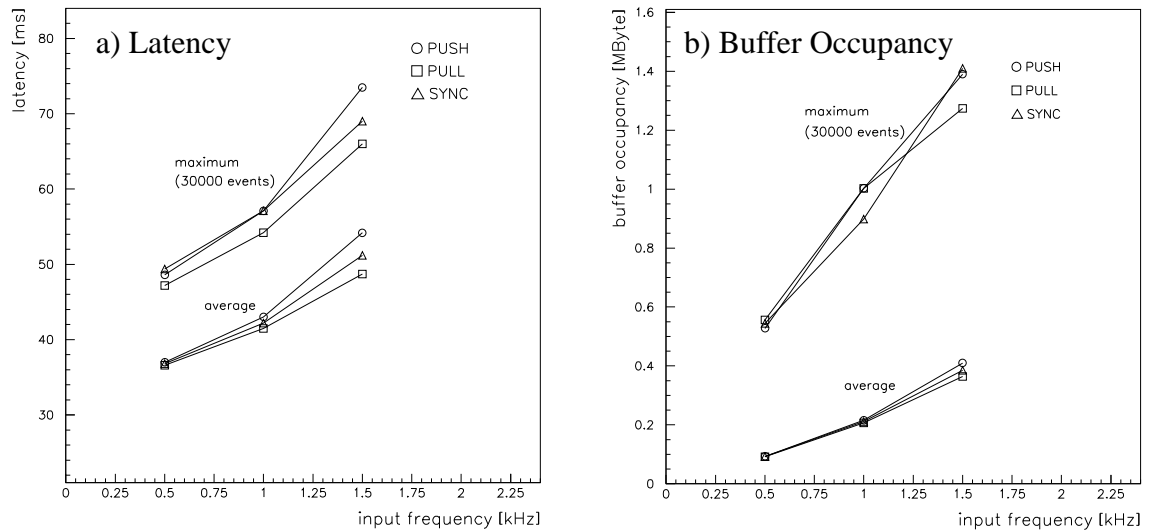 a) Latency
latency [ms]
80
70
60
50
40
30
PUSH
PULL
SYNC
maximum
(30000 events)
average
0 0.25 0.5 0.75 1 1.25 1.5 1.75 2 2.25
input frequency [kHz]
b) Buffer Occupancy
buffer occupancy [MByte]
1.6
1.4
1.2
1
0.8
0.6
0.4
0.2
0
PUSH
PULL
SYNC
maximum
(30000 events)
average
0 0.25 0.5 0.75 1 1.25 1.5 1.75 2 2.25
input frequency [kHz]